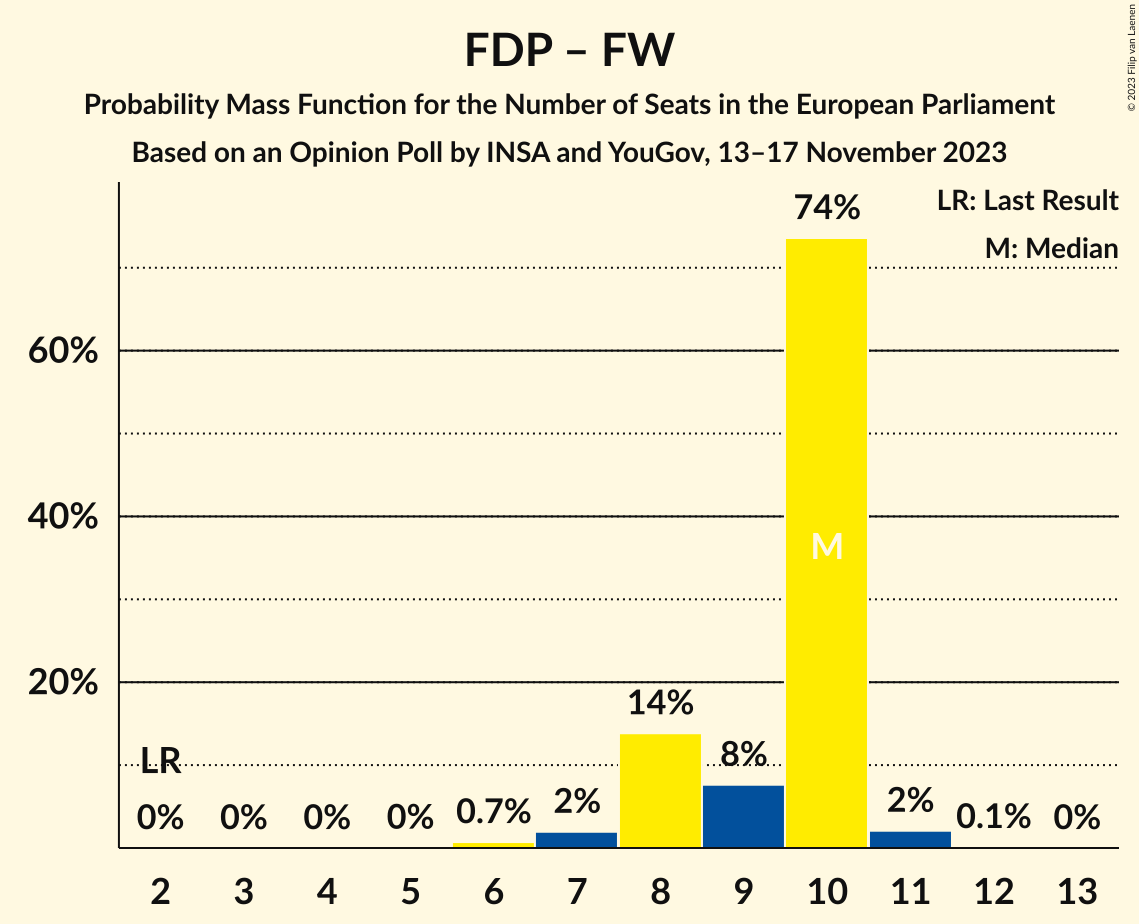 FDP – FW
Probability Mass Function for the Number of Seats in the European Parliament
Based on an Opinion Poll by INSA and YouGov, 13–17 November 2023
© 2023 Filip van Laenen
LR: Last Result
M: Median
74%
60%
40%
M
20%
14%
8%
LR
0%
0%
0%
0%
0.7%
2%
2%
0.1%
0%
2 3 4 5 6 7 8 9 10 11 12 13